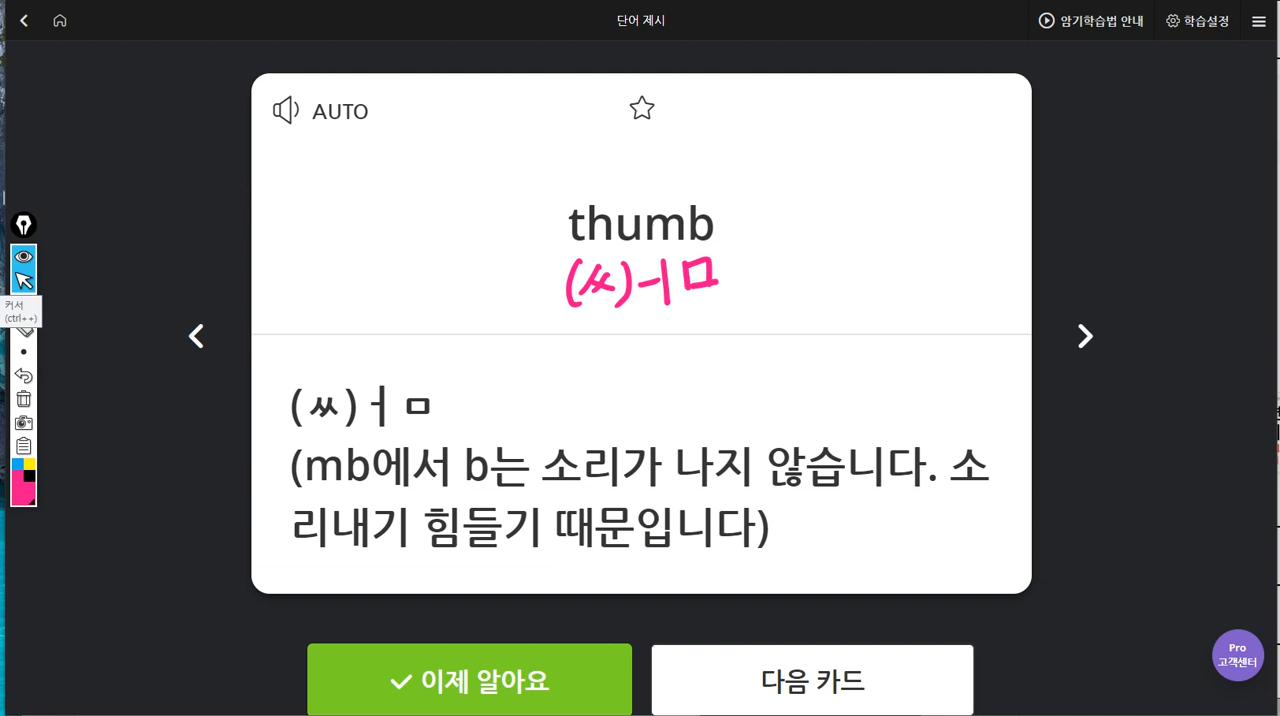 단어 제시
암기학습법 안내
학습설정
AUTO
thumb
(ㅆ)ㅓㅁ
커서
(ctrl++)
(ㅆ)ㅓㅁ
(mb에서 b는 소리가 나지 않습니다. 소
리내기 힘들기 때문입니다)
이제 알아요
다음 카드
Pro
고객센터